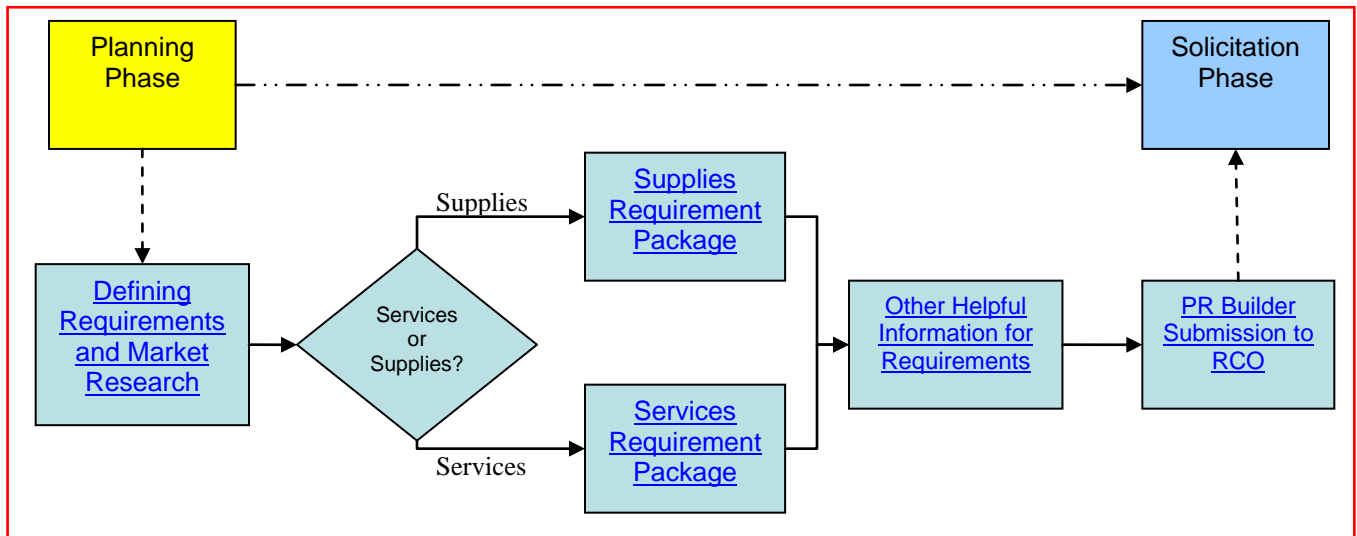 Planning
Phase
Solicitation
Phase
Defining
Requirements
and Market
Research
Services
or
Supplies?
Supplies
Services
Supplies
Requirement
Package
Services
Requirement
Package
Other Helpful
Information for
Requirements
PR Builder
Submission to
RCO